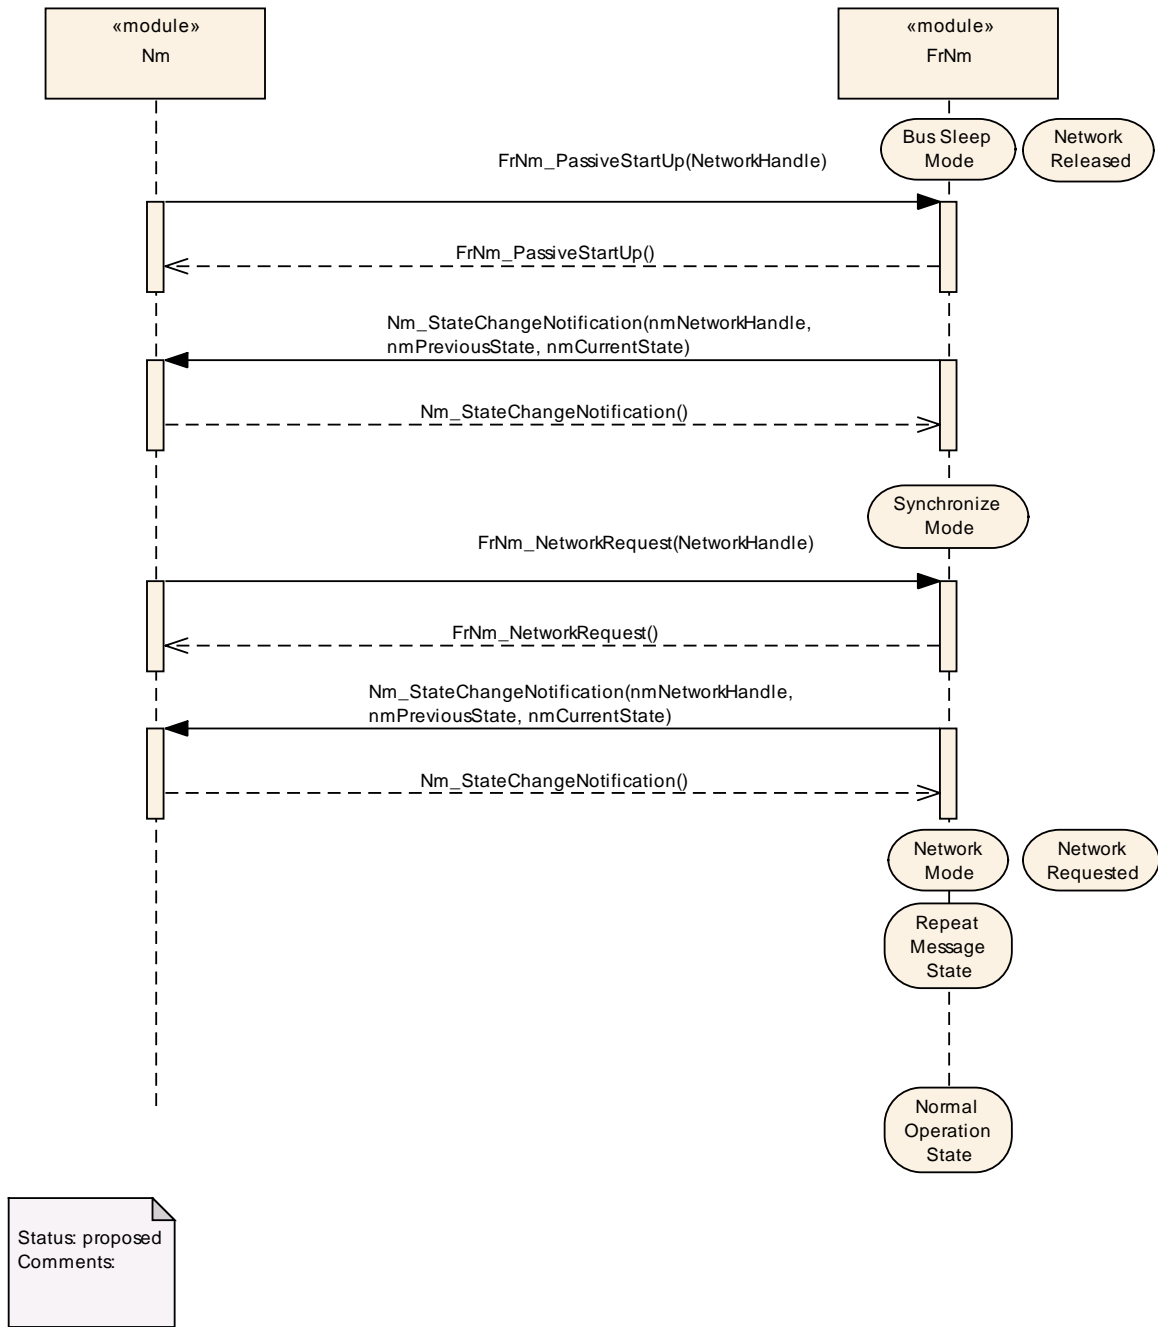 «module»
Nm
«module»
FrNm
Bus Sleep
Mode
Network
Released
FrNm_PassiveStartUp(NetworkHandle)
FrNm_PassiveStartUp()
Nm_StateChangeNotification(nmNetworkHandle,
nmPreviousState, nmCurrentState)
Nm_StateChangeNotification()
Synchronize
Mode
FrNm_NetworkRequest(NetworkHandle)
FrNm_NetworkRequest()
Nm_StateChangeNotification(nmNetworkHandle,
nmPreviousState, nmCurrentState)
Nm_StateChangeNotification()
Network
Mode
Network
Requested
Repeat
Message
State
Normal
Operation
State
Status: proposed
Comments: